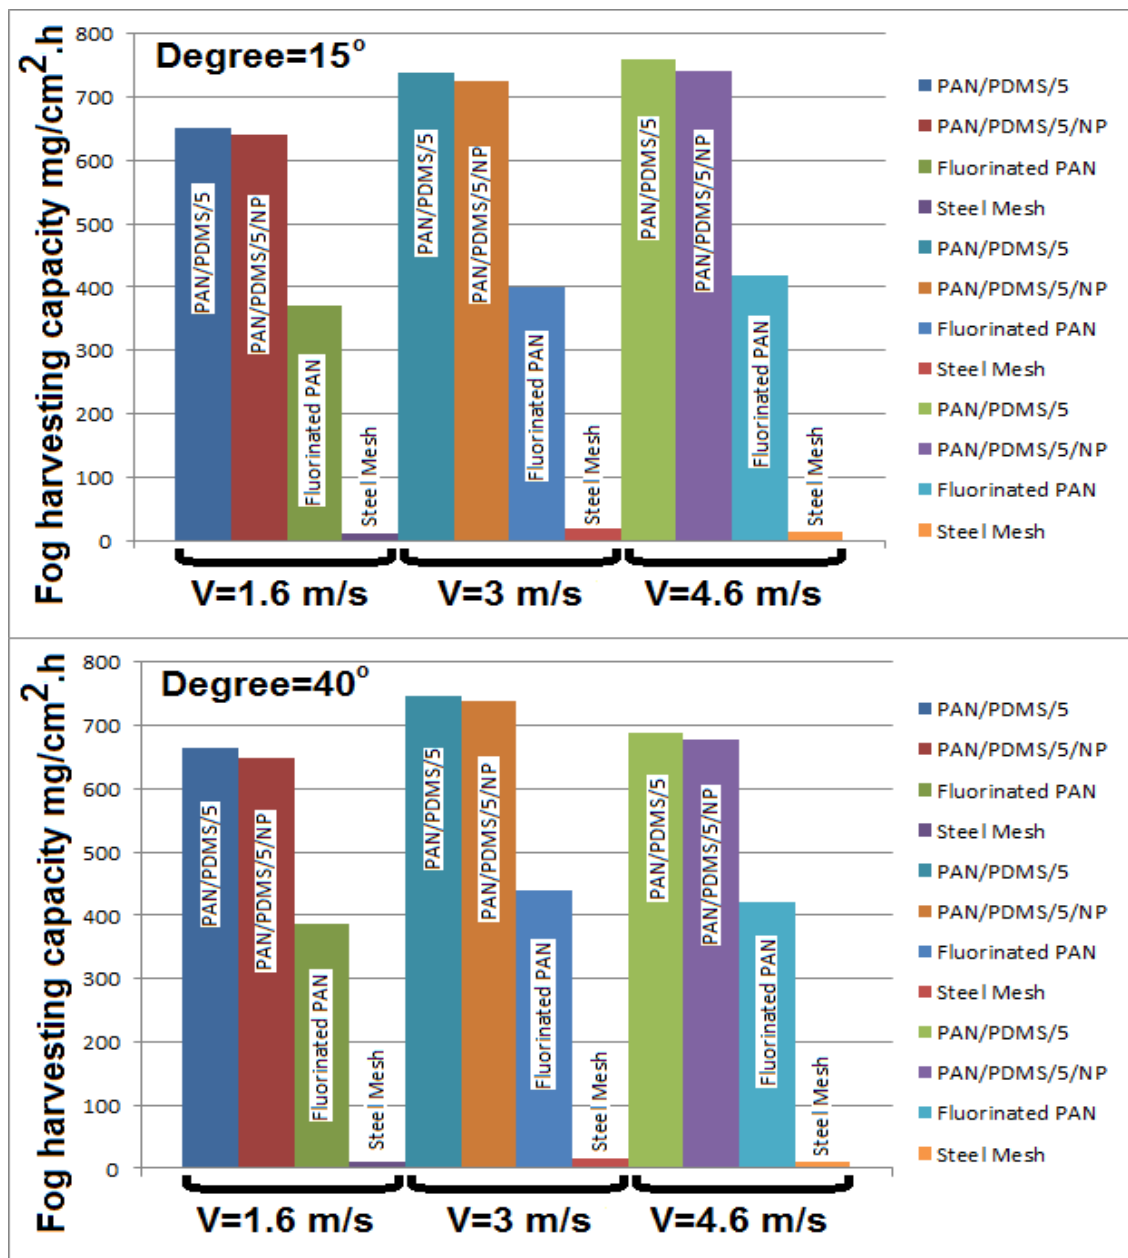 Degree=15°
Fog harvesting capacity mg/cm².h
800
700
600
500
400
300
200
100
0
PAN/PDMS/5
PAN/PDMS/5/NP
Fluorinated PAN
Steel Mesh
PAN/PDMS/5
PAN/PDMS/5/NP
Fluorinated PAN
Steel Mesh
PAN/PDMS/5
PAN/PDMS/5/NP
Fluorinated PAN
Steel Mesh
V=1.6 m/s
V=3 m/s
V=4.6 m/s
PAN/PDMS/5
PAN/PDMS/5/NP
Fluorinated PAN
Steel Mesh
PAN/PDMS/5
PAN/PDMS/5/NP
Fluorinated PAN
Steel Mesh
PAN/PDMS/5
PAN/PDMS/5/NP
Fluorinated PAN
Steel Mesh
Degree=40°
Fog harvesting capacity mg/cm².h
800
700
600
500
400
300
200
100
0
PAN/PDMS/5
PAN/PDMS/5/NP
Fluorinated PAN
Steel Mesh
PAN/PDMS/5
PAN/PDMS/5/NP
Fluorinated PAN
Steel Mesh
PAN/PDMS/5
PAN/PDMS/5/NP
Fluorinated PAN
Steel Mesh
V=1.6 m/s
V=3 m/s
V=4.6 m/s
PAN/PDMS/5
PAN/PDMS/5/NP
Fluorinated PAN
Steel Mesh
PAN/PDMS/5
PAN/PDMS/5/NP
Fluorinated PAN
Steel Mesh
PAN/PDMS/5
PAN/PDMS/5/NP
Fluorinated PAN
Steel Mesh